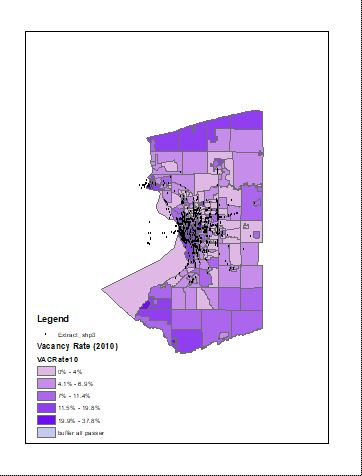 Legend
Extract_shp3
Vacancy Rate (2010)
VACRate10
0% - 4%
4.1% - 6.9%
7% - 11.4%
11.5% - 19.8%
19.9% - 37.8%
buffer all passer